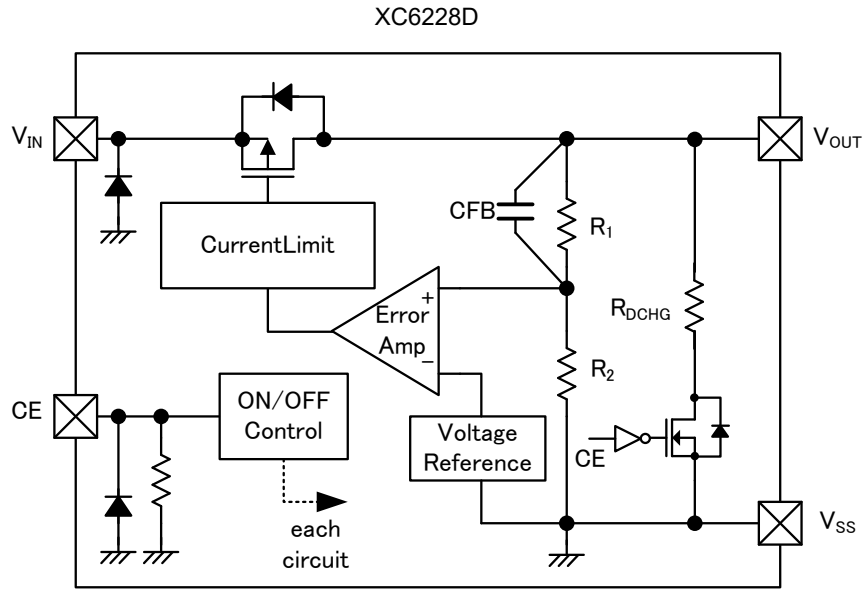 XC6228D
VIN
VOUT
CurrentLimit
CFB
R1
RDCHG
+
Error
Amp
−
R2
CE
ON/OFF
Control
Voltage
Reference
CE
each
circuit
VSS